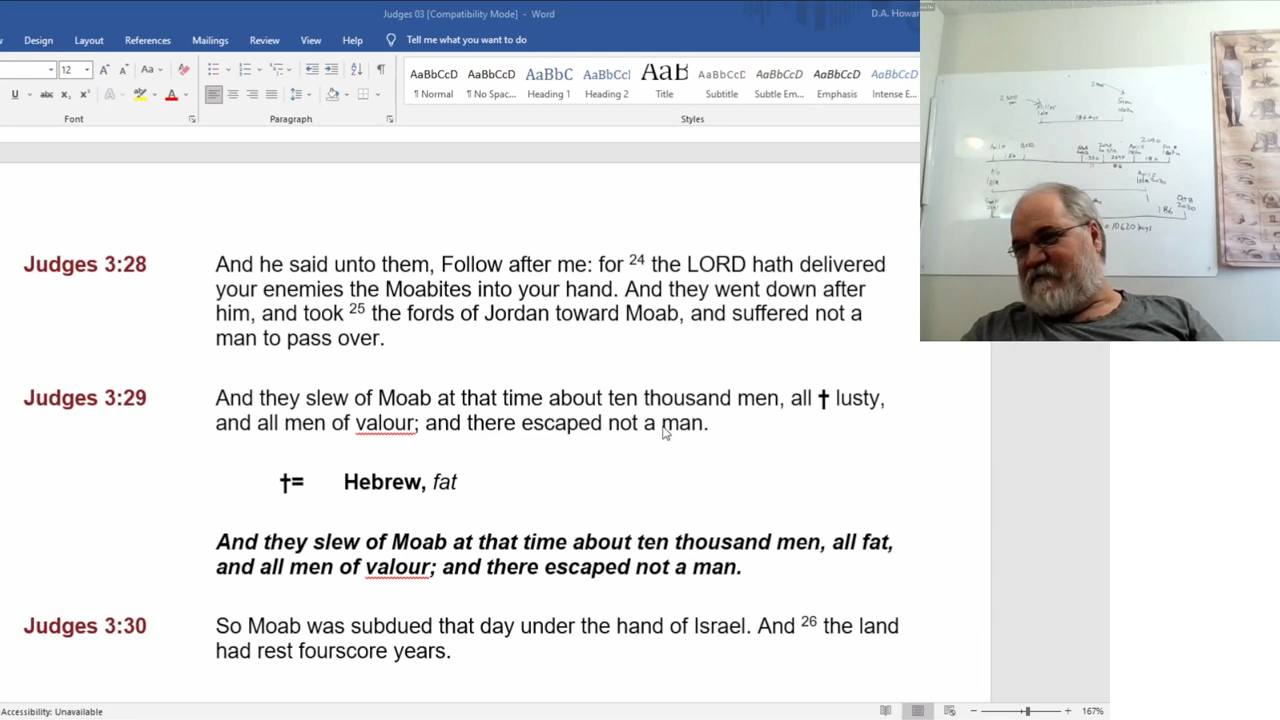 Judges 03 [Compatibility Mode] - Word
D.A. Howar
Design Layout References Mailings Review View Help Tell me what you want to do
12 Aa
AaBbCcD AaBbCcD AaBbC AaBbCcl AaB AaBbCcD AaBbCcD AaBbCcD AaBbCcD
¶ Normal ¶ No Spac... Heading 1 Heading 2 Title Subtitle Subtle Em... Emphasis Intense E...
Font Paragraph Styles
Judges 3:28 And he said unto them, Follow after me: for 24 the LORD hath delivered
your enemies the Moabites into your hand. And they went down after
him, and took 25 the fords of Jordan toward Moab, and suffered not a
man to pass over.
Judges 3:29 And they slew of Moab at that time about ten thousand men, all † lusty,
and all men of valour; and there escaped not a man.
†= Hebrew, fat
And they slew of Moab at that time about ten thousand men, all fat,
and all men of valour; and there escaped not a man.
Judges 3:30 So Moab was subdued that day under the hand of Israel. And 26 the land
had rest fourscore years.
= 10620 days
Accessibility: Unavailable
167%